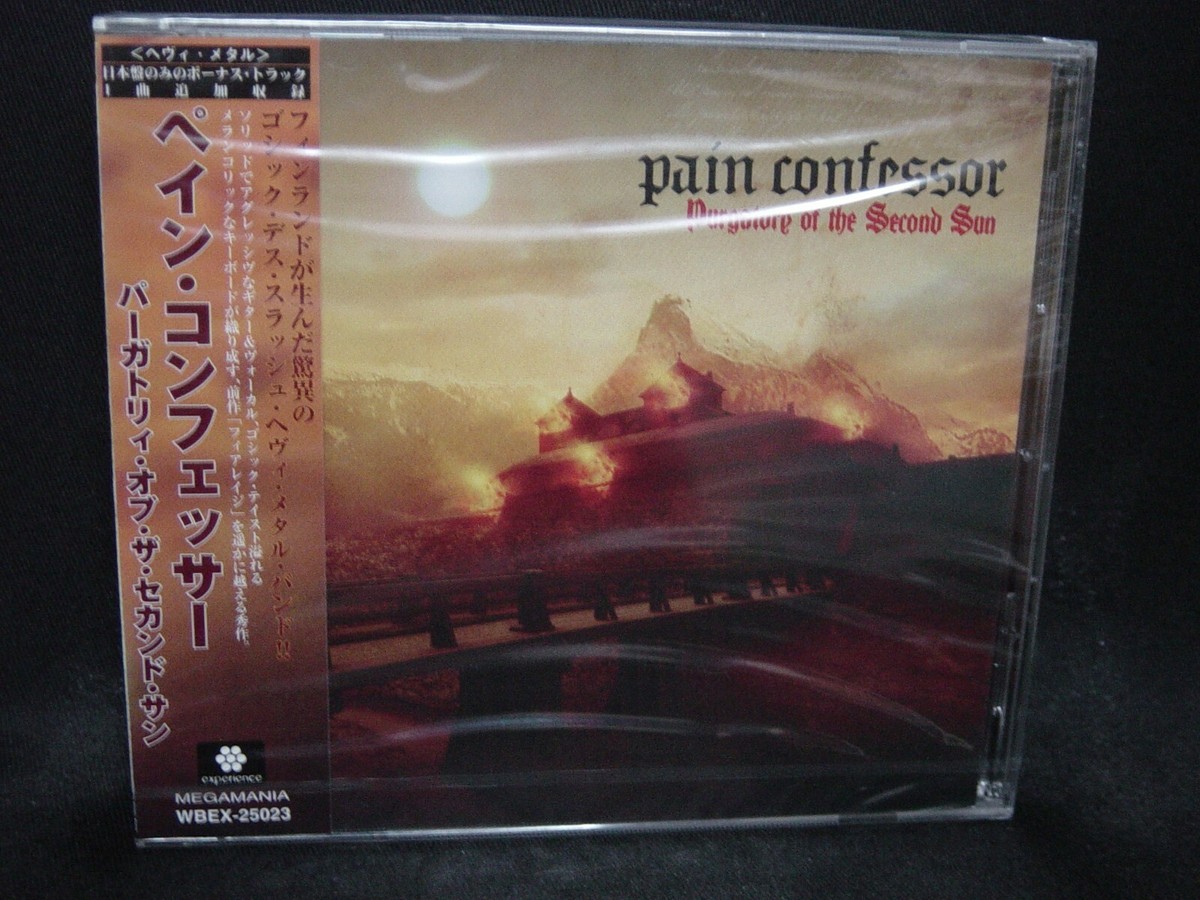 <ヘヴィ・メタル>
日本盤のみのボーナス・トラック
1曲追加収録
フィンランドが生んだ驚異の
ゴシック・デス・スラッシュ・ヘヴィ・メタル・バンド!!
ソリッドでアグレッシヴなギター&ヴォーカル、ゴシック・テイスト溢れる
メランコリックなキーボードが織り成す、前作「フィアレイジ」を遥かに越える秀作。
ペイン・コンフェッサー
パーガトリィ・オブ・ザ・セカンド・サン
experience
MEGAMANIA
WBEX-25023
pain confessor
Purgatory of the Second Sun